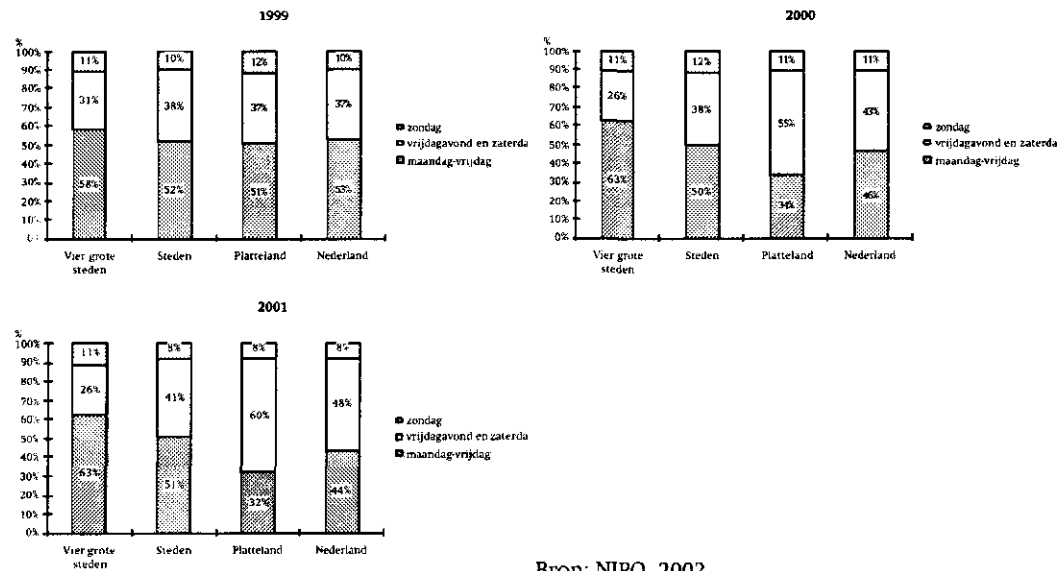 1999
%
100%
90%
80%
70%
60%
50%
40%
30%
20%
10%
0%
11% 10% 12% 10%
31% 38% 37% 37%
58% 52% 51% 53%
Vier grote steden Steden Platteland Nederland
zondag
vrijdagavond en zaterda
maandag-vrijdag
2000
%
100%
90%
80%
70%
60%
50%
40%
30%
20%
10%
0%
11% 12% 11% 11%
26% 38% 55% 43%
63% 50% 34% 46%
Vier grote steden Steden Platteland Nederland
zondag
vrijdagavond en zaterda
maandag-vrijdag
2001
%
100%
90%
80%
70%
60%
50%
40%
30%
20%
10%
0%
11% 8% 8% 8%
26% 41% 60% 48%
63% 51% 32% 44%
Vier grote steden Steden Platteland Nederland
zondag
vrijdagavond en zaterda
maandag-vrijdag
Bron: NIPO, 2002